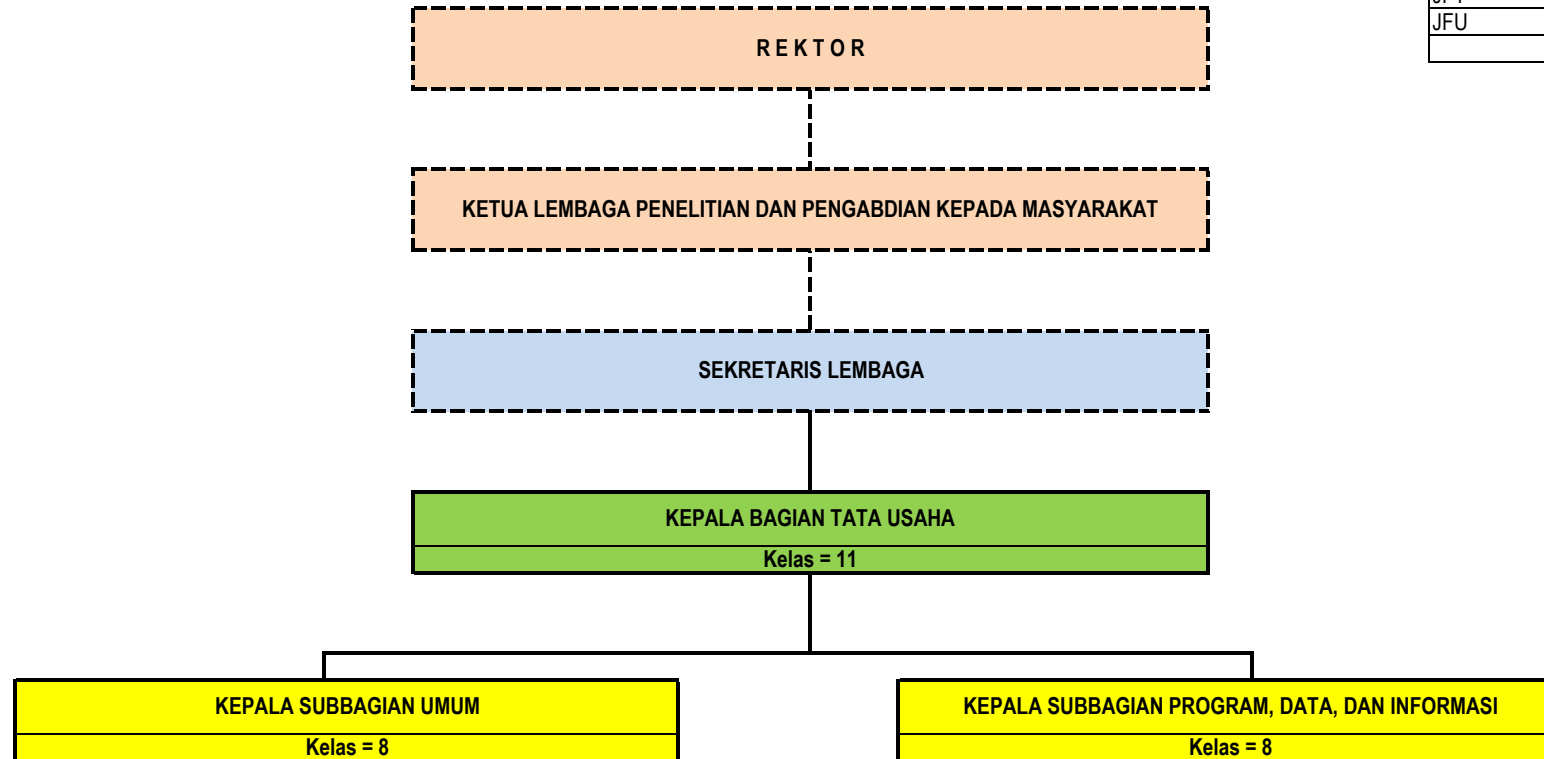 JFU
R E K T O R
KETUA LEMBAGA PENELITIAN DAN PENGABDIAN KEPADA MASYARAKAT
SEKRETARIS LEMBAGA
KEPALA BAGIAN TATA USAHA
Kelas = 11
KEPALA SUBBAGIAN UMUM
KEPALA SUBBAGIAN PROGRAM, DATA, DAN INFORMASI
Kelas = 8
Kelas = 8